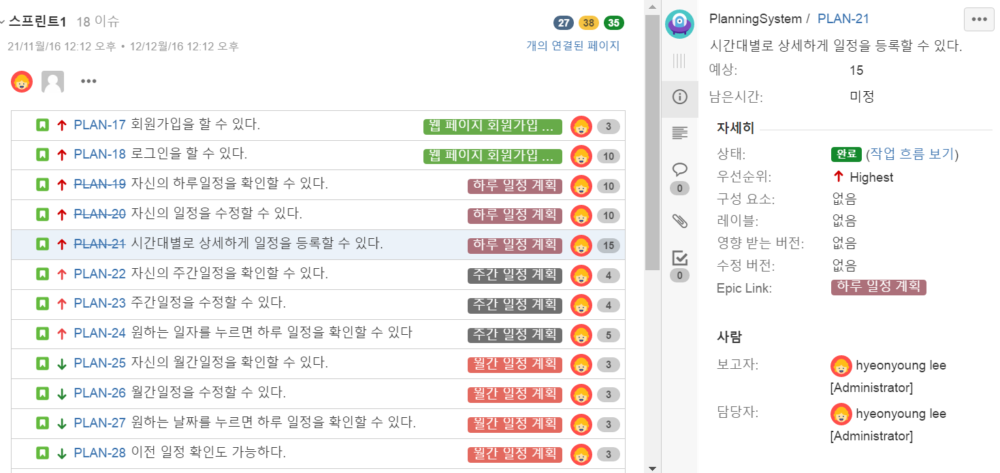 스프린트1 18 이슈 27 38 35
21/11월/16 12:12 오후 • 12/12월/16 12:12 오후 개의 연결된 페이지
PLAN-17 회원가입을 할 수 있다. 웹 페이지 회원가입 ... 3
PLAN-18 로그인을 할 수 있다. 웹 페이지 회원가입 ... 10
PLAN-19 자신의 하루일정을 확인할 수 있다. 하루 일정 계획 10
PLAN-20 자신의 일정을 수정할 수 있다. 하루 일정 계획 10
PLAN-21 시간대별로 상세하게 일정을 등록할 수 있다. 하루 일정 계획 15
PLAN-22 자신의 주간일정을 확인할 수 있다. 주간 일정 계획 4
PLAN-23 주간일정을 수정할 수 있다. 주간 일정 계획 4
PLAN-24 원하는 일자를 누르면 하루 일정을 확인할 수 있다 주간 일정 계획 5
PLAN-25 자신의 월간일정을 확인할 수 있다. 월간 일정 계획 3
PLAN-26 월간일정을 수정할 수 있다. 월간 일정 계획 3
PLAN-27 원하는 날짜를 누르면 하루 일정을 확인할 수 있다. 월간 일정 계획 3
PLAN-28 이전 일정 확인도 가능하다. 월간 일정 계획 3
0
0
PlanningSystem / PLAN-21
시간대별로 상세하게 일정을 등록할 수 있다.
예상: 15
남은시간: 미정
자세히
상태: 완료 (작업 흐름 보기)
우선순위: Highest
구성 요소: 없음
레이블: 없음
영향 받는 버전: 없음
수정 버전: 없음
Epic Link: 하루 일정 계획
사람
보고자: hyeonyoung lee
[Administrator]
담당자: hyeonyoung lee
[Administrator]